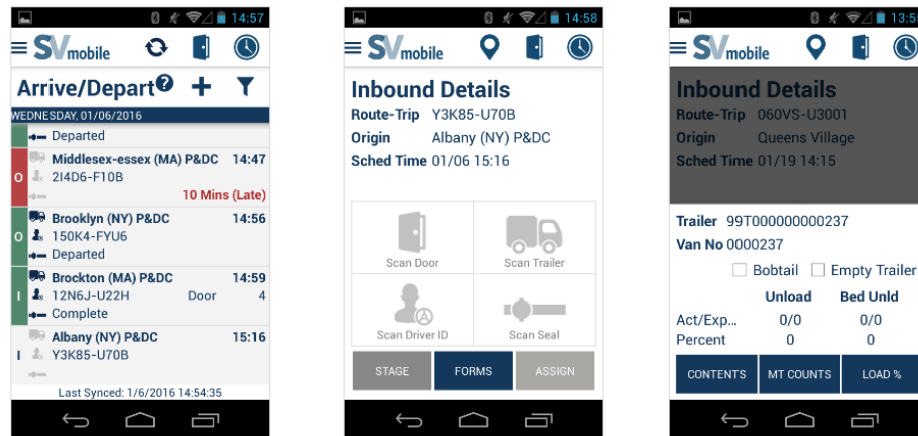 14:57
SVmobile
Arrive/Depart?
WEDNESDAY, 01/06/2016
Departed
Middlesex-essex (MA) P&DC 14:47
O 2I4D6-F10B
10 Mins (Late)
Brooklyn (NY) P&DC 14:56
O 150K4-FYU6
Departed
Brockton (MA) P&DC 14:59
I 12N6J-U22H Door 4
Complete
Albany (NY) P&DC 15:16
I Y3K85-U70B
Last Synced: 1/6/2016 14:54:35
14:58
SVmobile
Inbound Details
Route-Trip Y3K85-U70B
Origin Albany (NY) P&DC
Sched Time 01/06 15:16
Scan Door Scan Trailer
Scan Driver ID Scan Seal
STAGE FORMS ASSIGN
SVmobile
Inbound Details
Route-Trip 060VS-U3001
Origin Queens Village
Sched Time 01/19 14:15
Trailer 99T000000000237
Van No 0000237
Bobtail Empty Trailer
Unload Bed Unld
Act/Exp... 0/0 0/0
Percent 0 0
CONTENTS MT COUNTS LOAD %